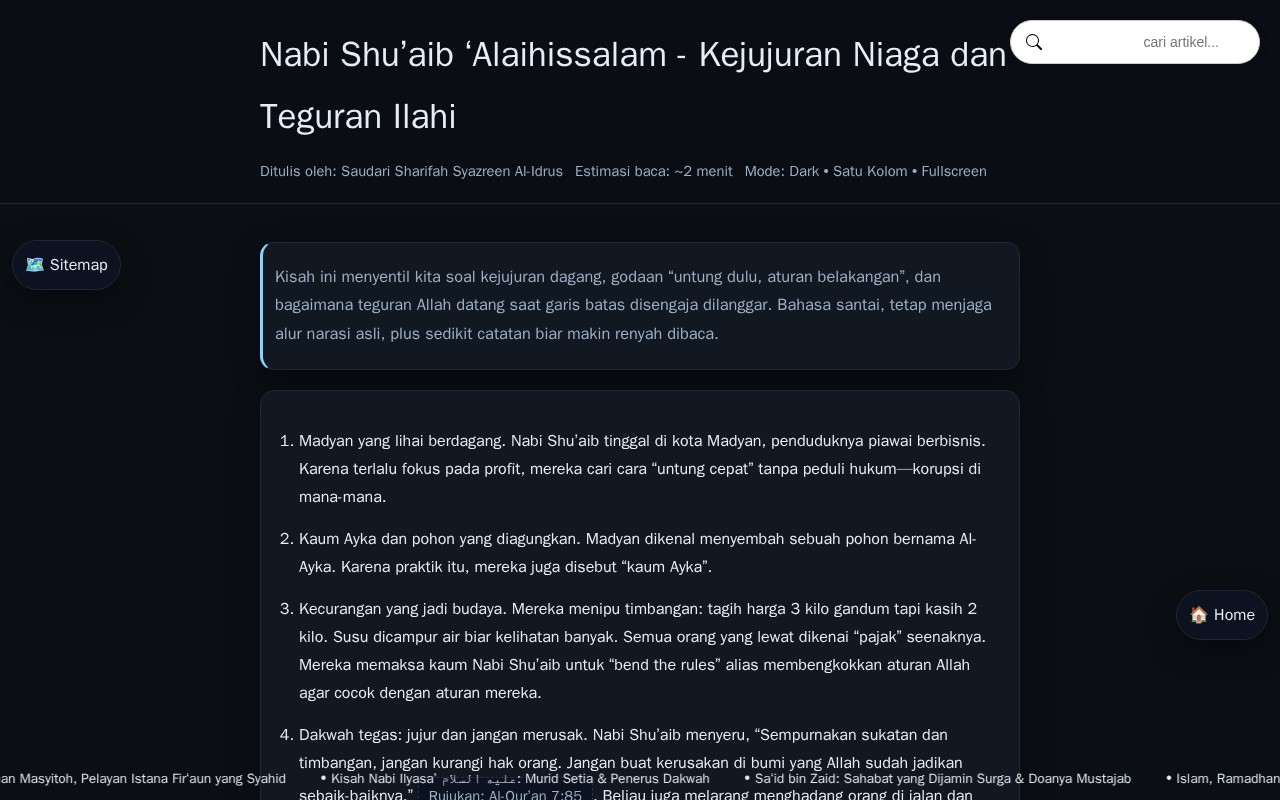 Nabi Shu’aib ‘Alaihissalam - Kejujuran Niaga dan
Teguran Ilahi
cari artikel...
Ditulis oleh: Saudari Sharifah Syazreen Al-Idrus Estimasi baca: ~2 menit Mode: Dark • Satu Kolom • Fullscreen
🗺️ Sitemap
Kisah ini menyentil kita soal kejujuran dagang, godaan “untung dulu, aturan belakangan”, dan
bagaimana teguran Allah datang saat garis batas disengaja dilanggar. Bahasa santai, tetap menjaga
alur narasi asli, plus sedikit catatan biar makin renyah dibaca.
1. Madyan yang lihai berdagang. Nabi Shu’aib tinggal di kota Madyan, penduduknya piawai berbisnis.
Karena terlalu fokus pada profit, mereka cari cara “untung cepat” tanpa peduli hukum—korupsi di
mana-mana.
2. Kaum Ayka dan pohon yang diagungkan. Madyan dikenal menyembah sebuah pohon bernama Al-
Ayka. Karena praktik itu, mereka juga disebut “kaum Ayka”.
3. Kecurangan yang jadi budaya. Mereka menipu timbangan: tagih harga 3 kilo gandum tapi kasih 2
kilo. Susu dicampur air biar kelihatan banyak. Semua orang yang lewat dikenai “pajak” seenaknya.
Mereka memaksa kaum Nabi Shu’aib untuk “bend the rules” alias membengkokkan aturan Allah
agar cocok dengan aturan mereka.
🏠 Home
4. Dakwah tegas: jujur dan jangan merusak. Nabi Shu’aib menyeru, “Sempurnakan sukatan dan
timbangan, jangan kurangi hak orang. Jangan buat kerusakan di bumi yang Allah sudah jadikan
an Masyitoh, Pelayan Istana Fir’aun yang Syahid • Kisah Nabi Ilyasa’ عليه السلام: Murid Setia & Penerus Dakwah • Sa'id bin Zaid: Sahabat yang Dijamin Surga & Doanya Mustajab • Islam, Ramadhan
sebaik-baiknya.” Rujukan: Al-Qur’an 7:85 . Beliau juga melarang menghadang orang di jalan dan